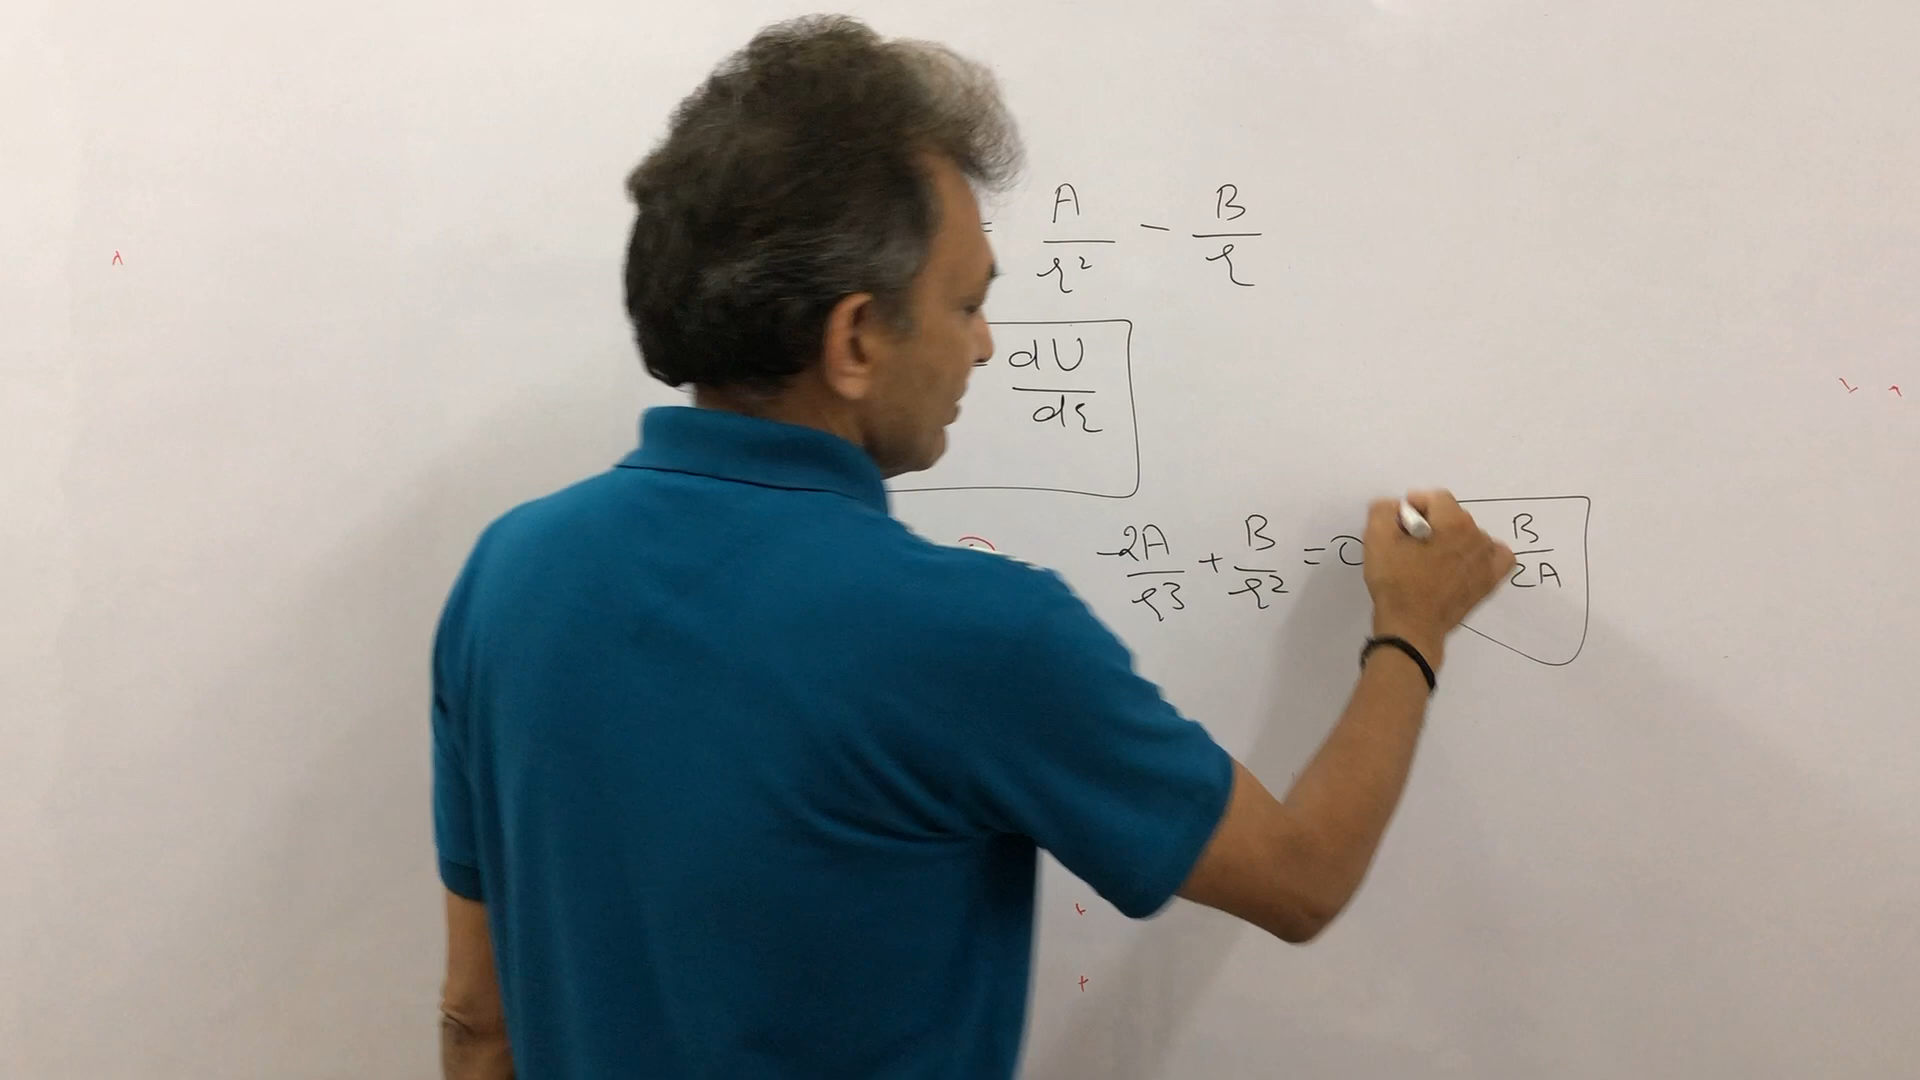 = A/r² - B/r
dU/dr
-2A/r³ + B/r² = 0 B/2A